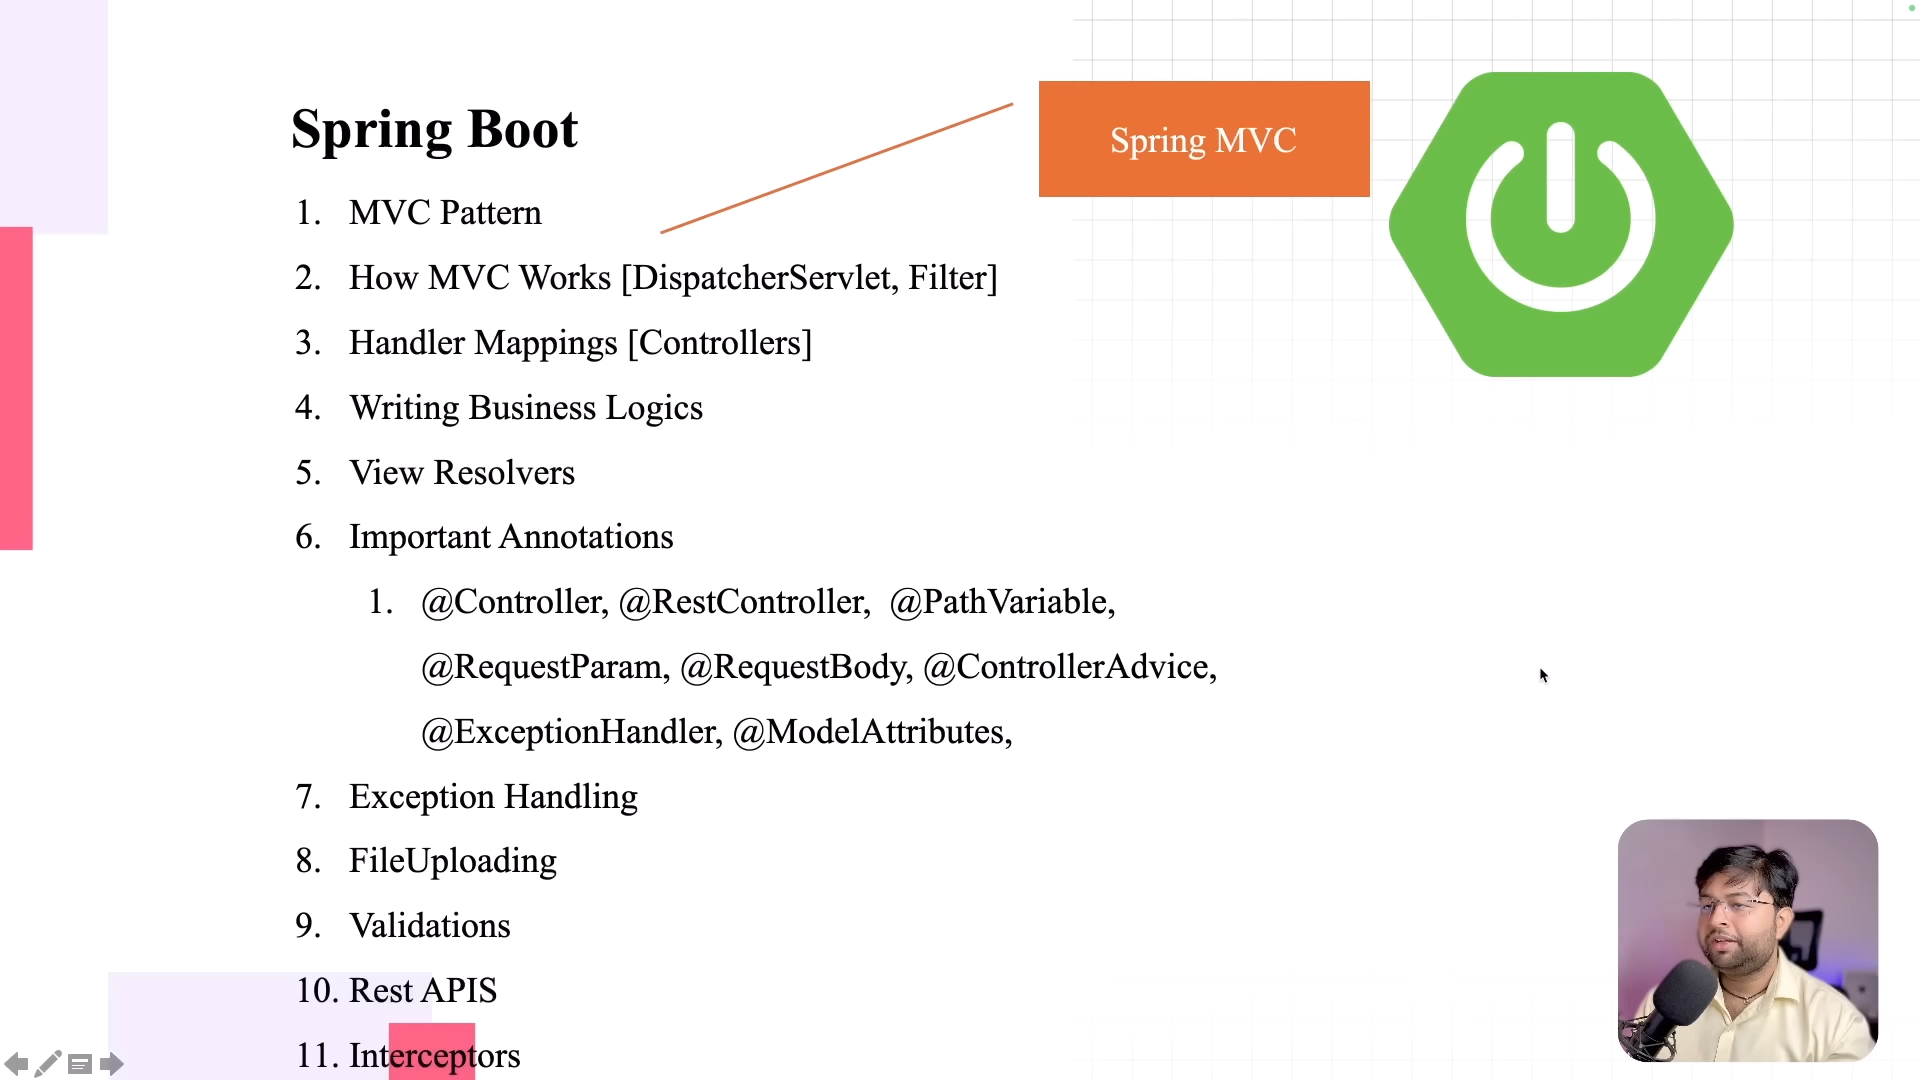 Spring Boot
Spring MVC
1. MVC Pattern
2. How MVC Works [DispatcherServlet, Filter]
3. Handler Mappings [Controllers]
4. Writing Business Logics
5. View Resolvers
6. Important Annotations
1. @Controller, @RestController, @PathVariable,
@RequestParam, @RequestBody, @ControllerAdvice,
@ExceptionHandler, @ModelAttributes,
7. Exception Handling
8. FileUploading
9. Validations
10. Rest APIS
11. Interceptors